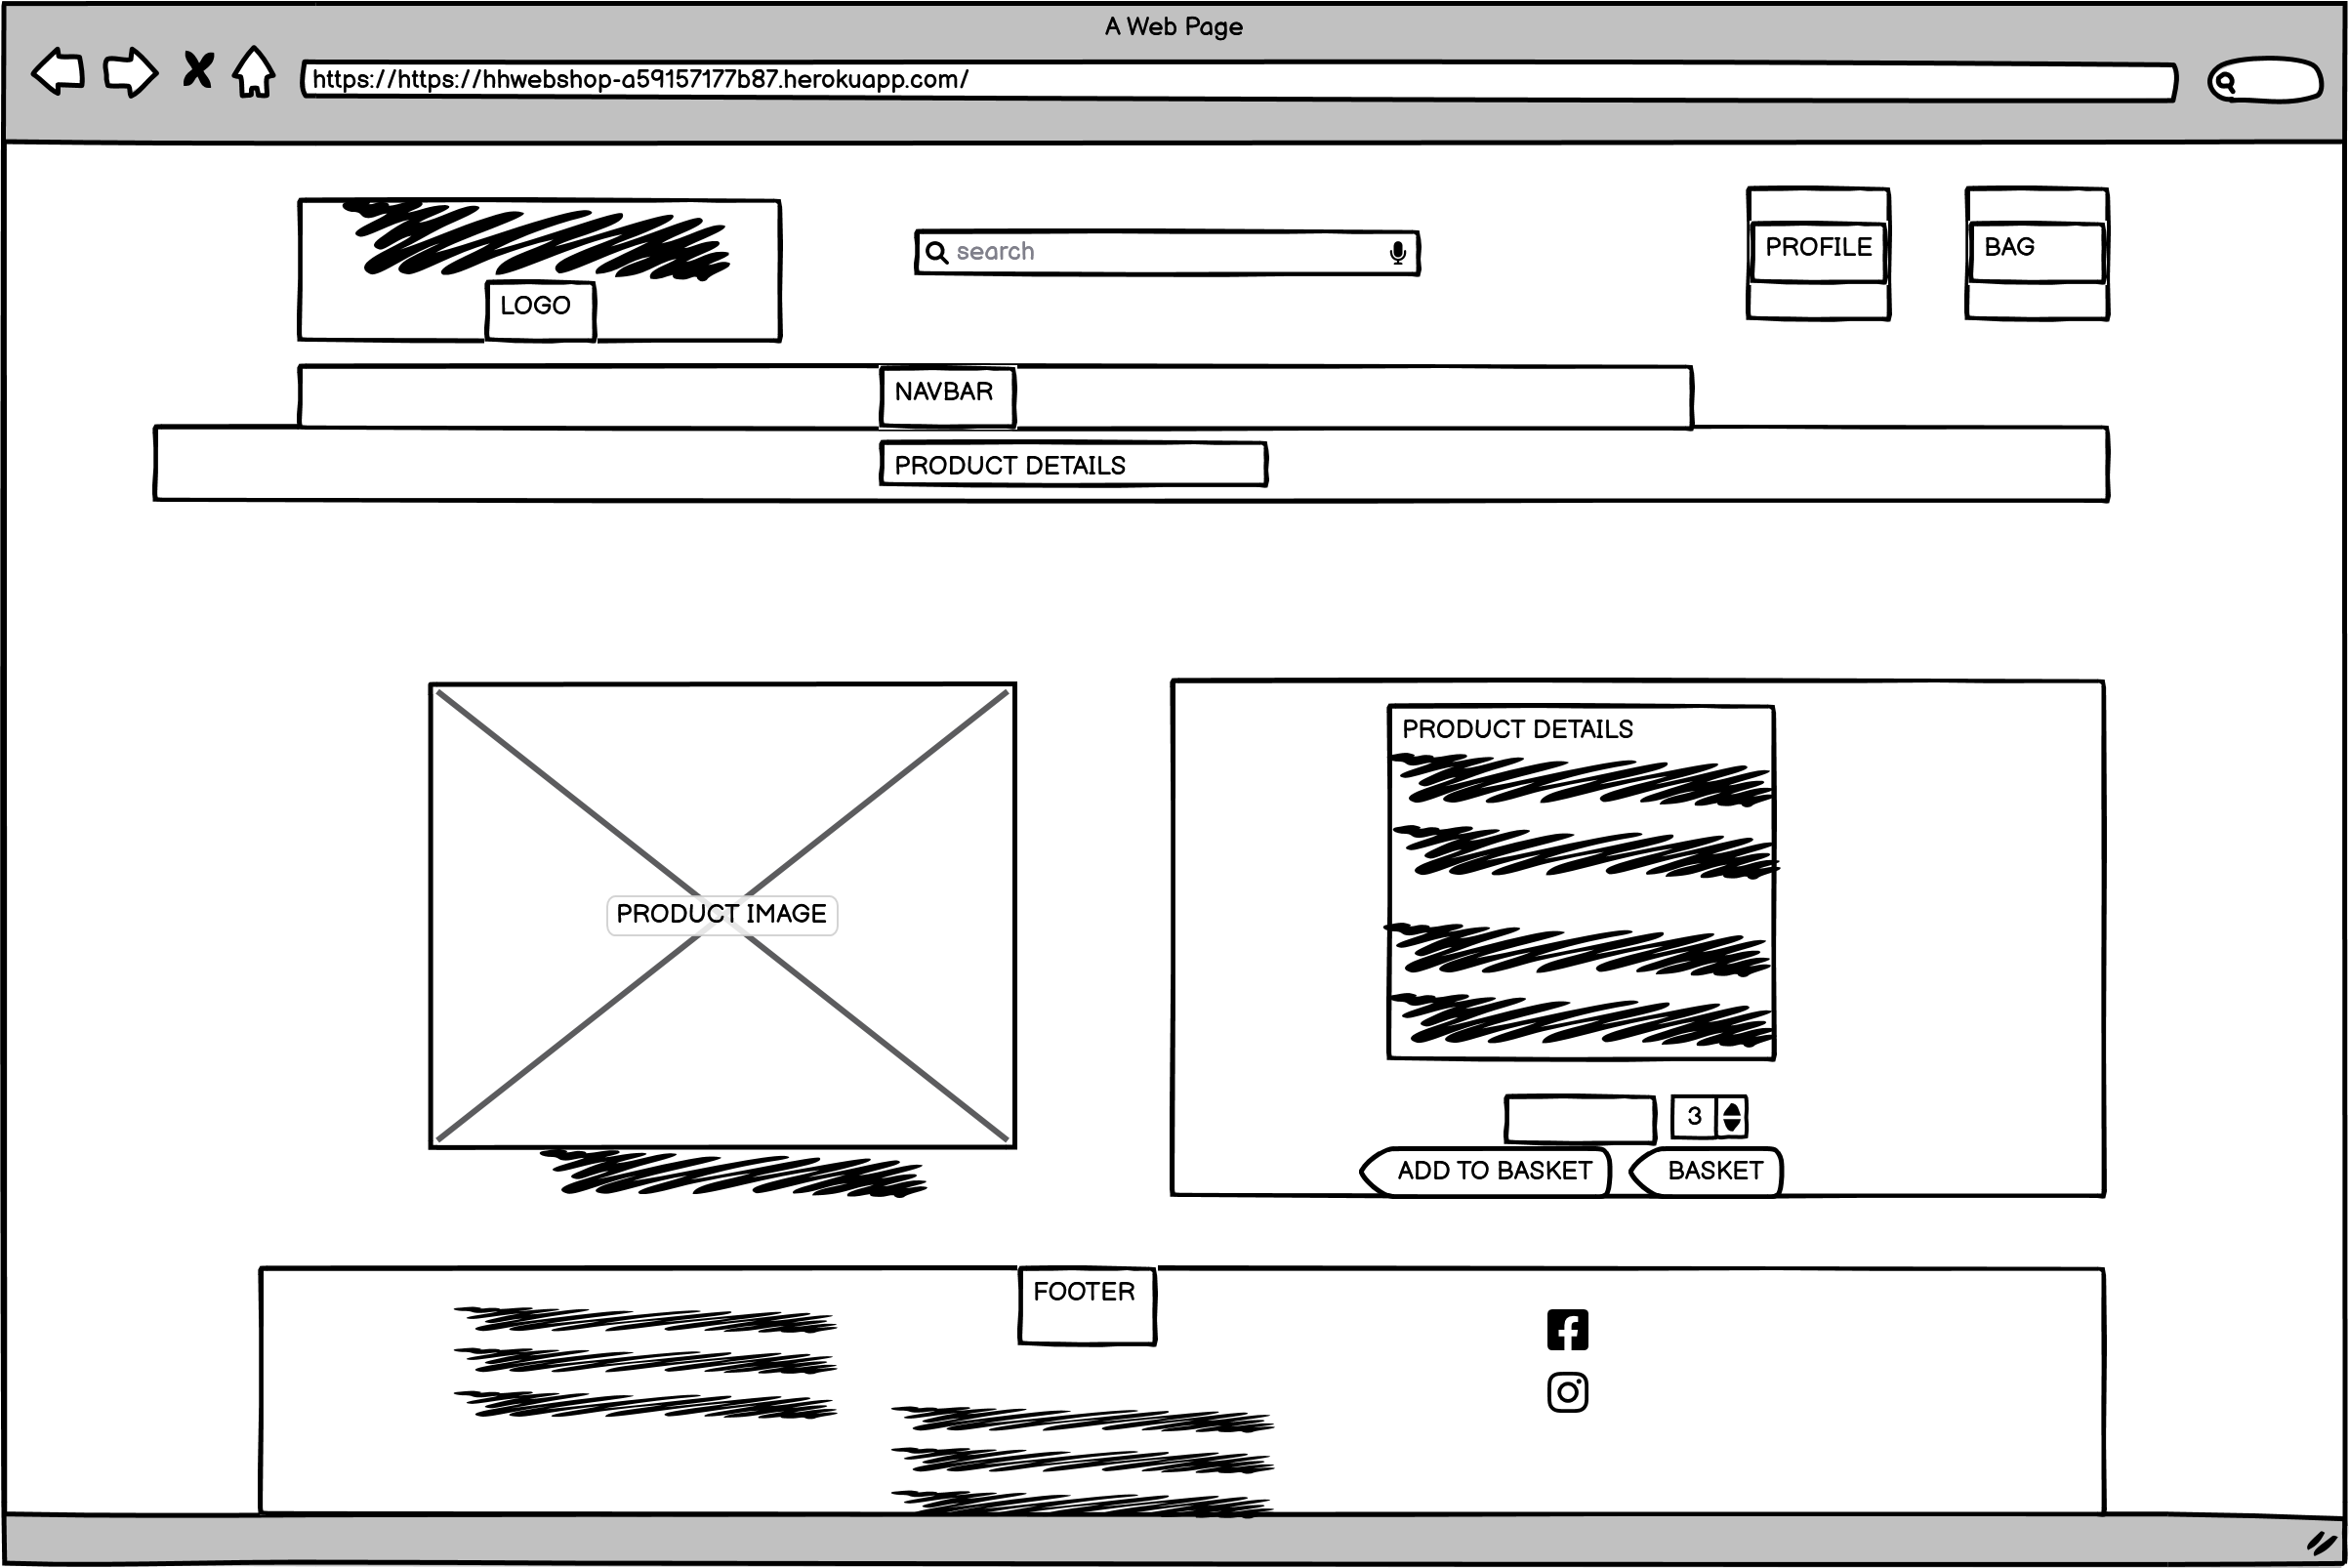 A Web Page
https://https://hhwebshop-a59157177b87.herokuapp.com/
LOGO
search
PROFILE
BAG
NAVBAR
PRODUCT DETAILS
PRODUCT IMAGE
PRODUCT DETAILS
3
ADD TO BASKET
BASKET
FOOTER